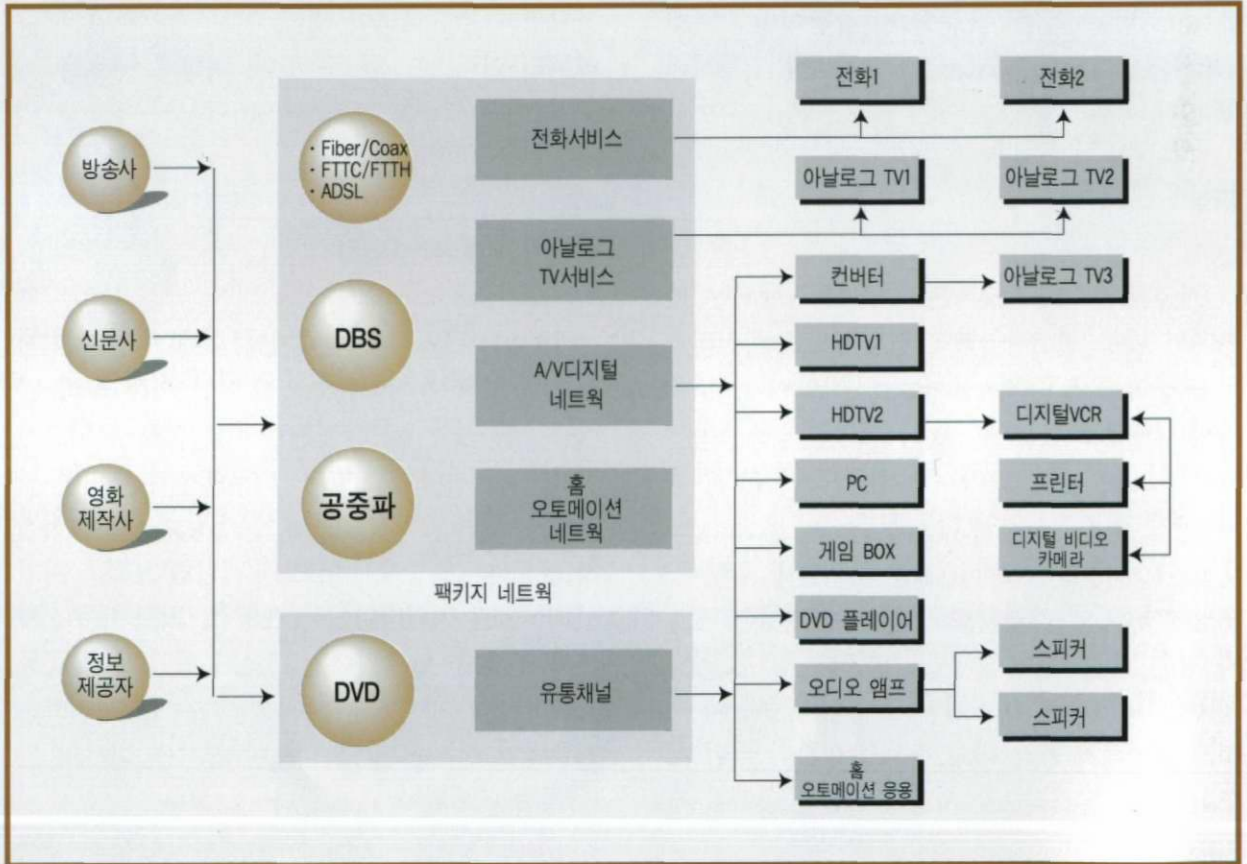 방송사
신문사
영화
제작사
정보
제공자
· Fiber/Coax
· FTTC/FTTH
· ADSL
DBS
공중파
전화서비스
아날로그
TV서비스
A/V디지털
네트웍
홈
오토메이션
네트웍
팩키지 네트웍
DVD
유통채널
전화1
전화2
아날로그 TV1
아날로그 TV2
컨버터
아날로그 TV3
HDTV1
HDTV2
디지털VCR
PC
프린터
게임 BOX
디지털 비디오
카메라
DVD 플레이어
오디오 앰프
스피커
스피커
홈
오토메이션 응용